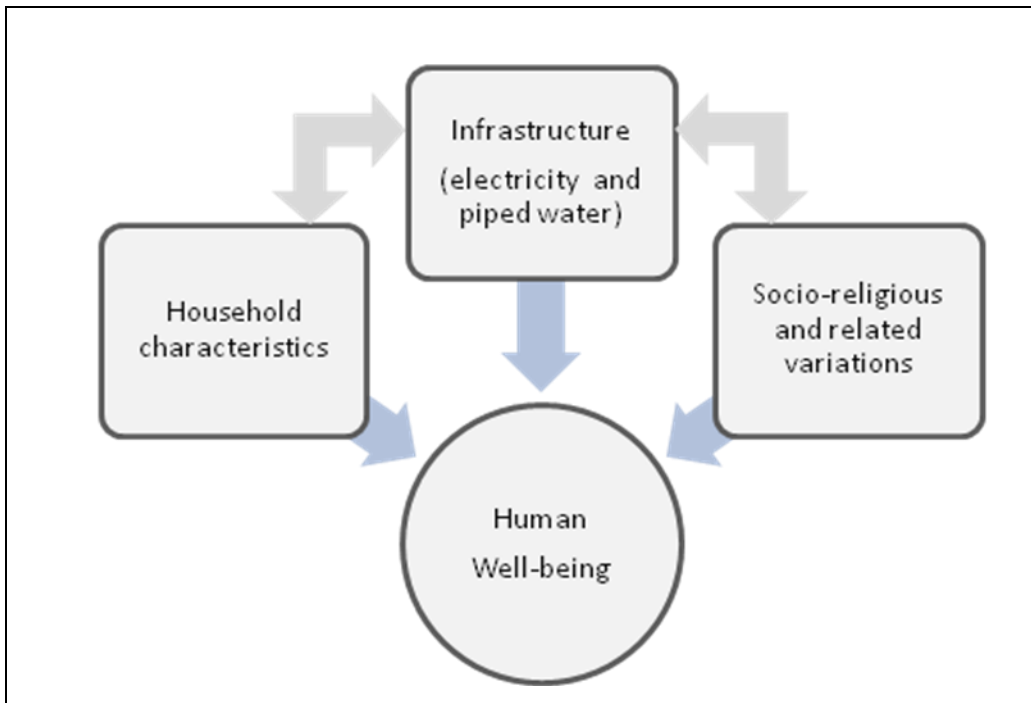 Infrastructure
(electricity and
piped water)
Household
characteristics
Socio-religious
and related
variations
Human
Well-being